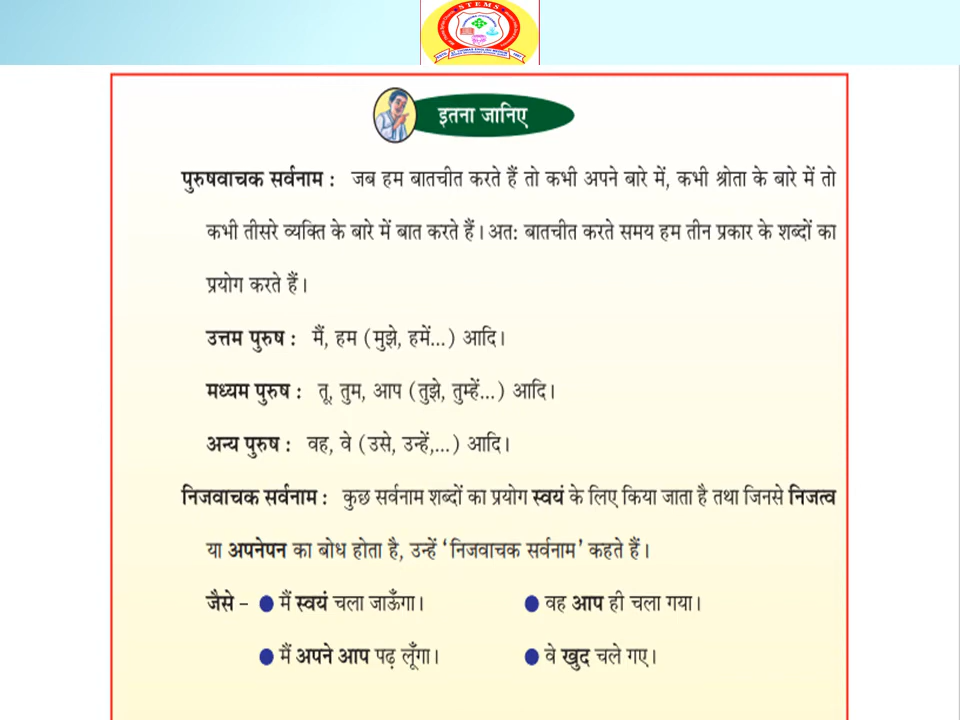 STEMS
इतना जानिए
पुरुषवाचक सर्वनाम : जब हम बातचीत करते हैं तो कभी अपने बारे में, कभी श्रोता के बारे में तो
कभी तीसरे व्यक्ति के बारे में बात करते हैं। अत: बातचीत करते समय हम तीन प्रकार के शब्दों का
प्रयोग करते हैं।
उत्तम पुरुष : मैं, हम (मुझे, हमें...) आदि।
मध्यम पुरुष : तू, तुम, आप (तुझे, तुम्हें...) आदि।
अन्य पुरुष : वह, वे (उसे, उन्हें,...) आदि।
निजवाचक सर्वनाम : कुछ सर्वनाम शब्दों का प्रयोग स्वयं के लिए किया जाता है तथा जिनसे निजत्व
या अपनेपन का बोध होता है, उन्हें ‘निजवाचक सर्वनाम’ कहते हैं।
जैसे – ● मैं स्वयं चला जाऊँगा। ● वह आप ही चला गया।
● मैं अपने आप पढ़ लूँगा। ● वे खुद चले गए।